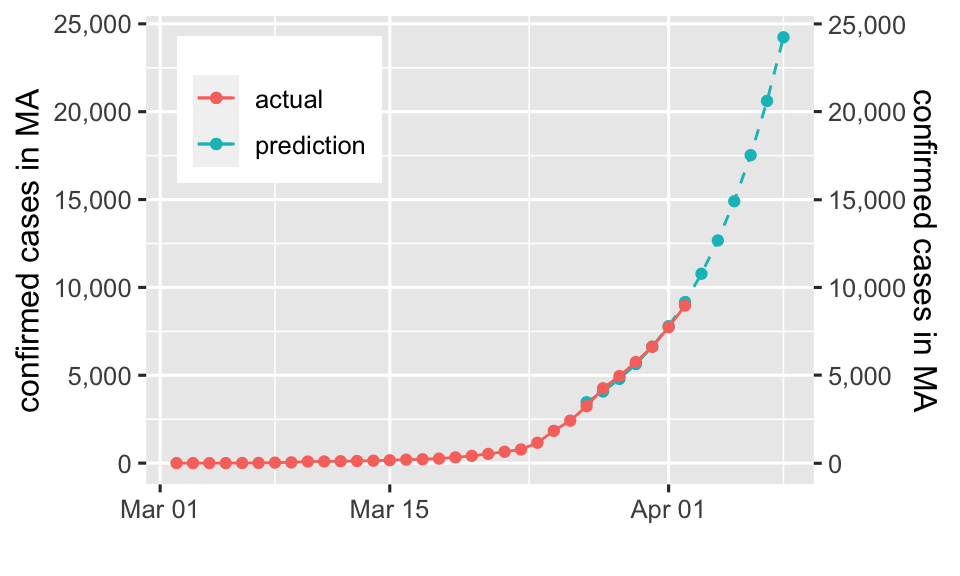 confirmed cases in MA
25,000
20,000
15,000
10,000
5,000
0
actual
prediction
25,000
20,000
15,000
10,000
5,000
0
confirmed cases in MA
Mar 01
Mar 15
Apr 01